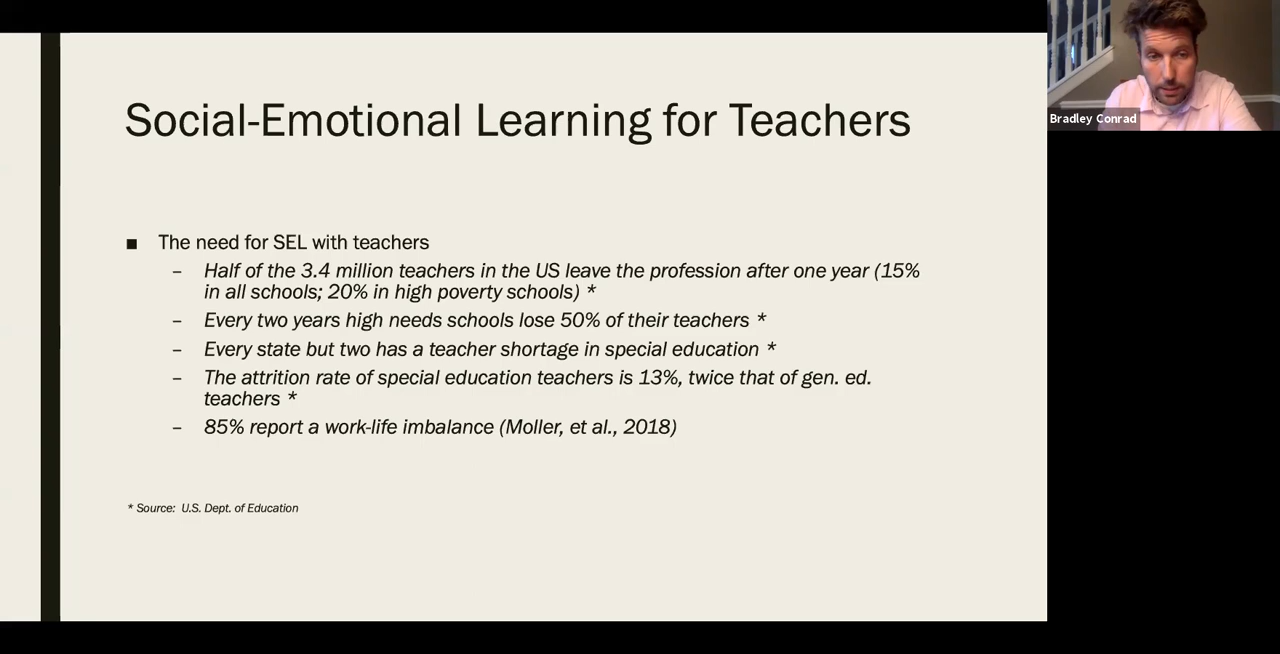 Social-Emotional Learning for Teachers
■ The need for SEL with teachers
– Half of the 3.4 million teachers in the US leave the profession after one year (15%
in all schools; 20% in high poverty schools) *
– Every two years high needs schools lose 50% of their teachers *
– Every state but two has a teacher shortage in special education *
– The attrition rate of special education teachers is 13%, twice that of gen. ed.
teachers *
– 85% report a work-life imbalance (Moller, et al., 2018)
* Source: U.S. Dept. of Education
Bradley Conrad